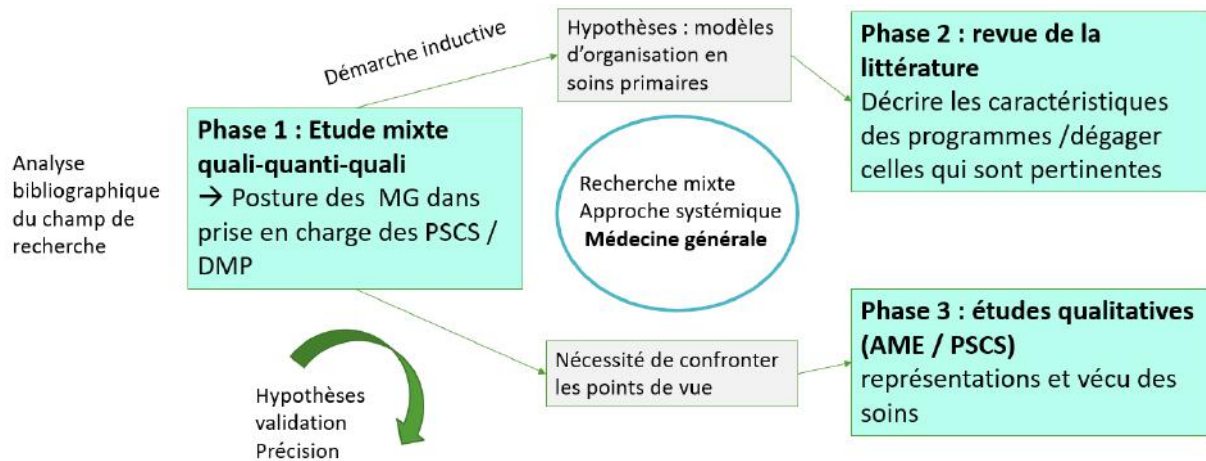 Analyse
bibliographique
du champ de
recherche
Démarche inductive
Phase 1 : Etude mixte
quali-quanti-quali
→ Posture des MG dans
prise en charge des PSCS /
DMP
Hypothèses
validation
Précision
Hypothèses : modèles
d'organisation en
soins primaires
Recherche mixte
Approche systémique
Médecine générale
Nécessité de confronter
les points de vue
Phase 2 : revue de la
littérature
Décrire les caractéristiques
des programmes /dégager
celles qui sont pertinentes
Phase 3 : études qualitatives
(AME / PSCS)
représentations et vécu des
soins